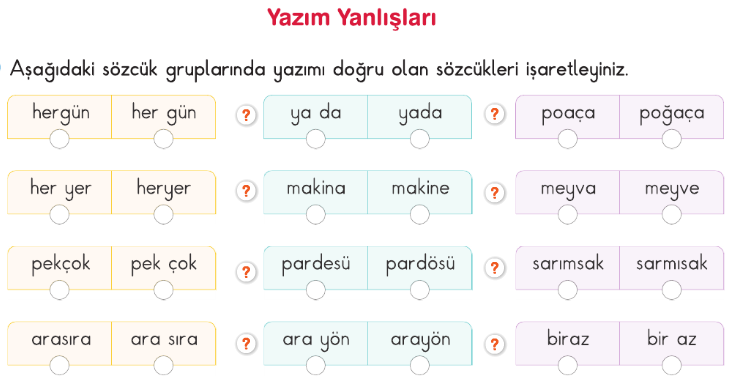 Yazım Yanlışları
Aşağıdaki sözcük gruplarında yazımı doğru olan sözcükleri işaretleyiniz.
hergün her gün ? ya da yada ? poaça poğaça
her yer heryer ? makina makine ? meyva meyve
pekçok pek çok ? pardesü pardösü ? sarımsak sarmısak
arasıra ara sıra ? ara yön arayön ? biraz bir az